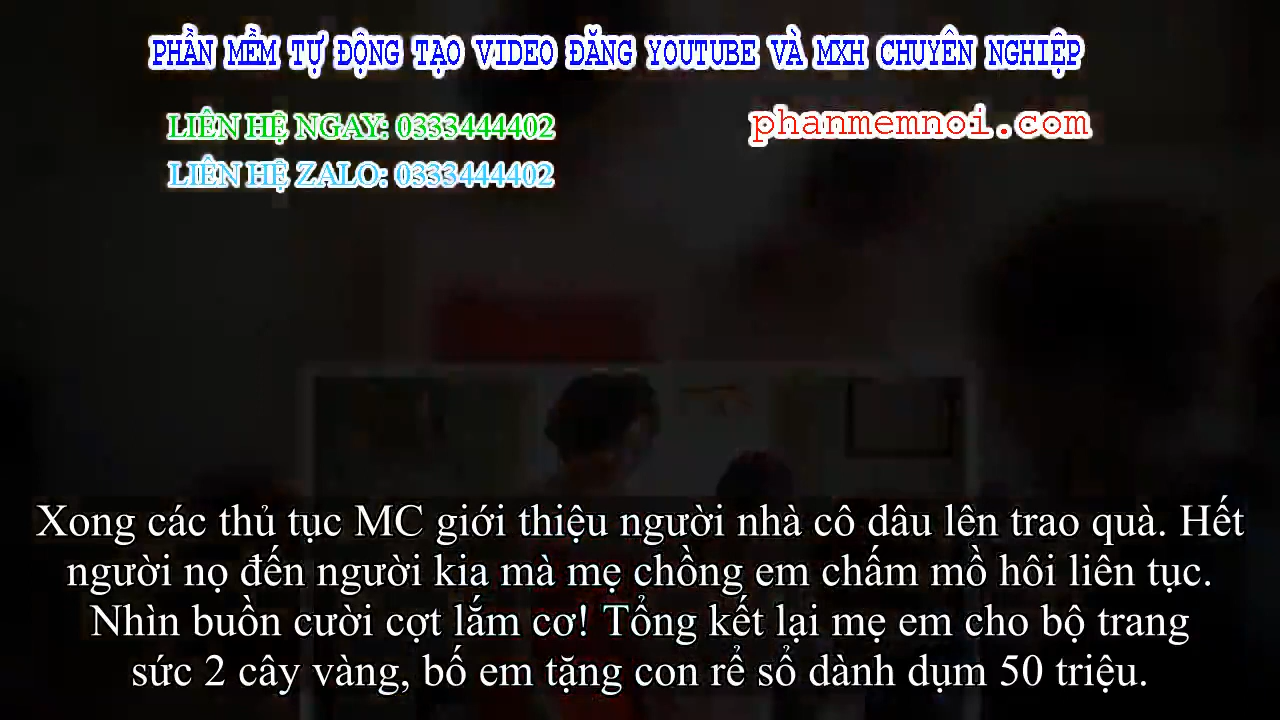 PHẦN MỀM TỰ ĐỘNG TẠO VIDEO ĐĂNG YOUTUBE VÀ MXH CHUYÊN NGHIỆP
LIÊN HỆ NGAY: 0333444402
phanmemnoi.com
LIÊN HỆ ZALO: 0333444402
Xong các thủ tục MC giới thiệu người nhà cô dâu lên trao quà. Hết
người nọ đến người kia mà mẹ chồng em chấm mồ hôi liên tục.
Nhìn buồn cười cợt lắm cơ! Tổng kết lại mẹ em cho bộ trang
sức 2 cây vàng, bố em tặng con rể sổ dành dụm 50 triệu.